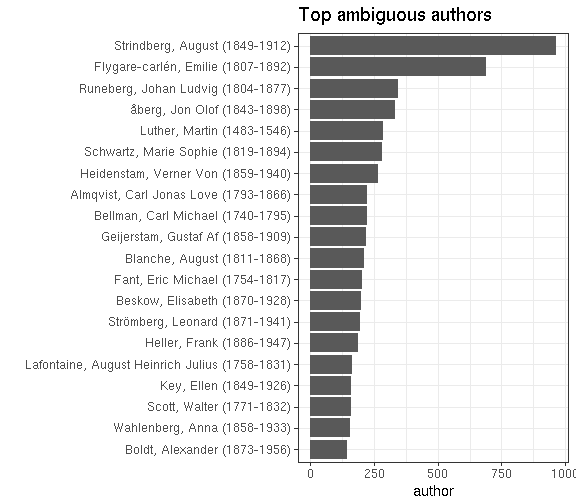 Top ambiguous authors
Strindberg, August (1849-1912)
Flygare-carlén, Emilie (1807-1892)
Runeberg, Johan Ludvig (1804-1877)
åberg, Jon Olof (1843-1898)
Luther, Martin (1483-1546)
Schwartz, Marie Sophie (1819-1894)
Heidenstam, Verner Von (1859-1940)
Almqvist, Carl Jonas Love (1793-1866)
Bellman, Carl Michael (1740-1795)
Geijerstam, Gustaf Af (1858-1909)
Blanche, August (1811-1868)
Fant, Eric Michael (1754-1817)
Beskow, Elisabeth (1870-1928)
Strömberg, Leonard (1871-1941)
Heller, Frank (1886-1947)
Lafontaine, August Heinrich Julius (1758-1831)
Key, Ellen (1849-1926)
Scott, Walter (1771-1832)
Wahlenberg, Anna (1858-1933)
Boldt, Alexander (1873-1956)
0 250 500 750 1000
author